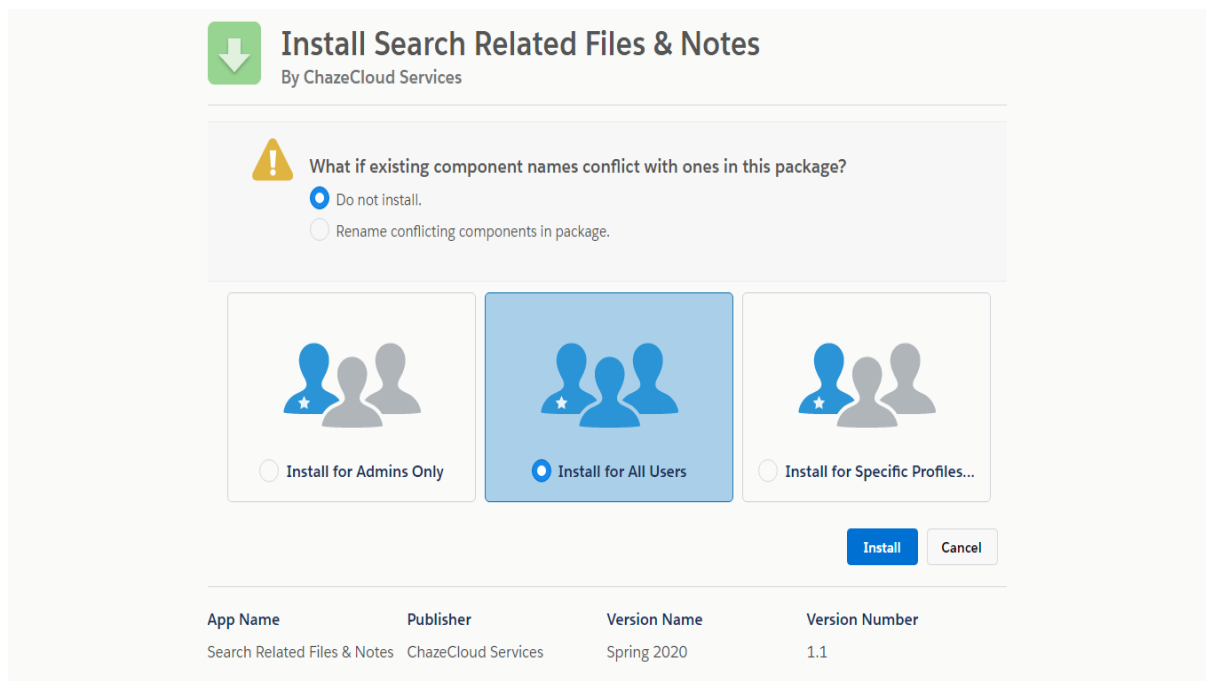 Install Search Related Files & Notes
By ChazeCloud Services
What if existing component names conflict with ones in this package?
Do not install.
Rename conflicting components in package.
Install for Admins Only
Install for All Users
Install for Specific Profiles...
Install
Cancel
App Name
Publisher
Version Name
Version Number
Search Related Files & Notes
ChazeCloud Services
Spring 2020
1.1